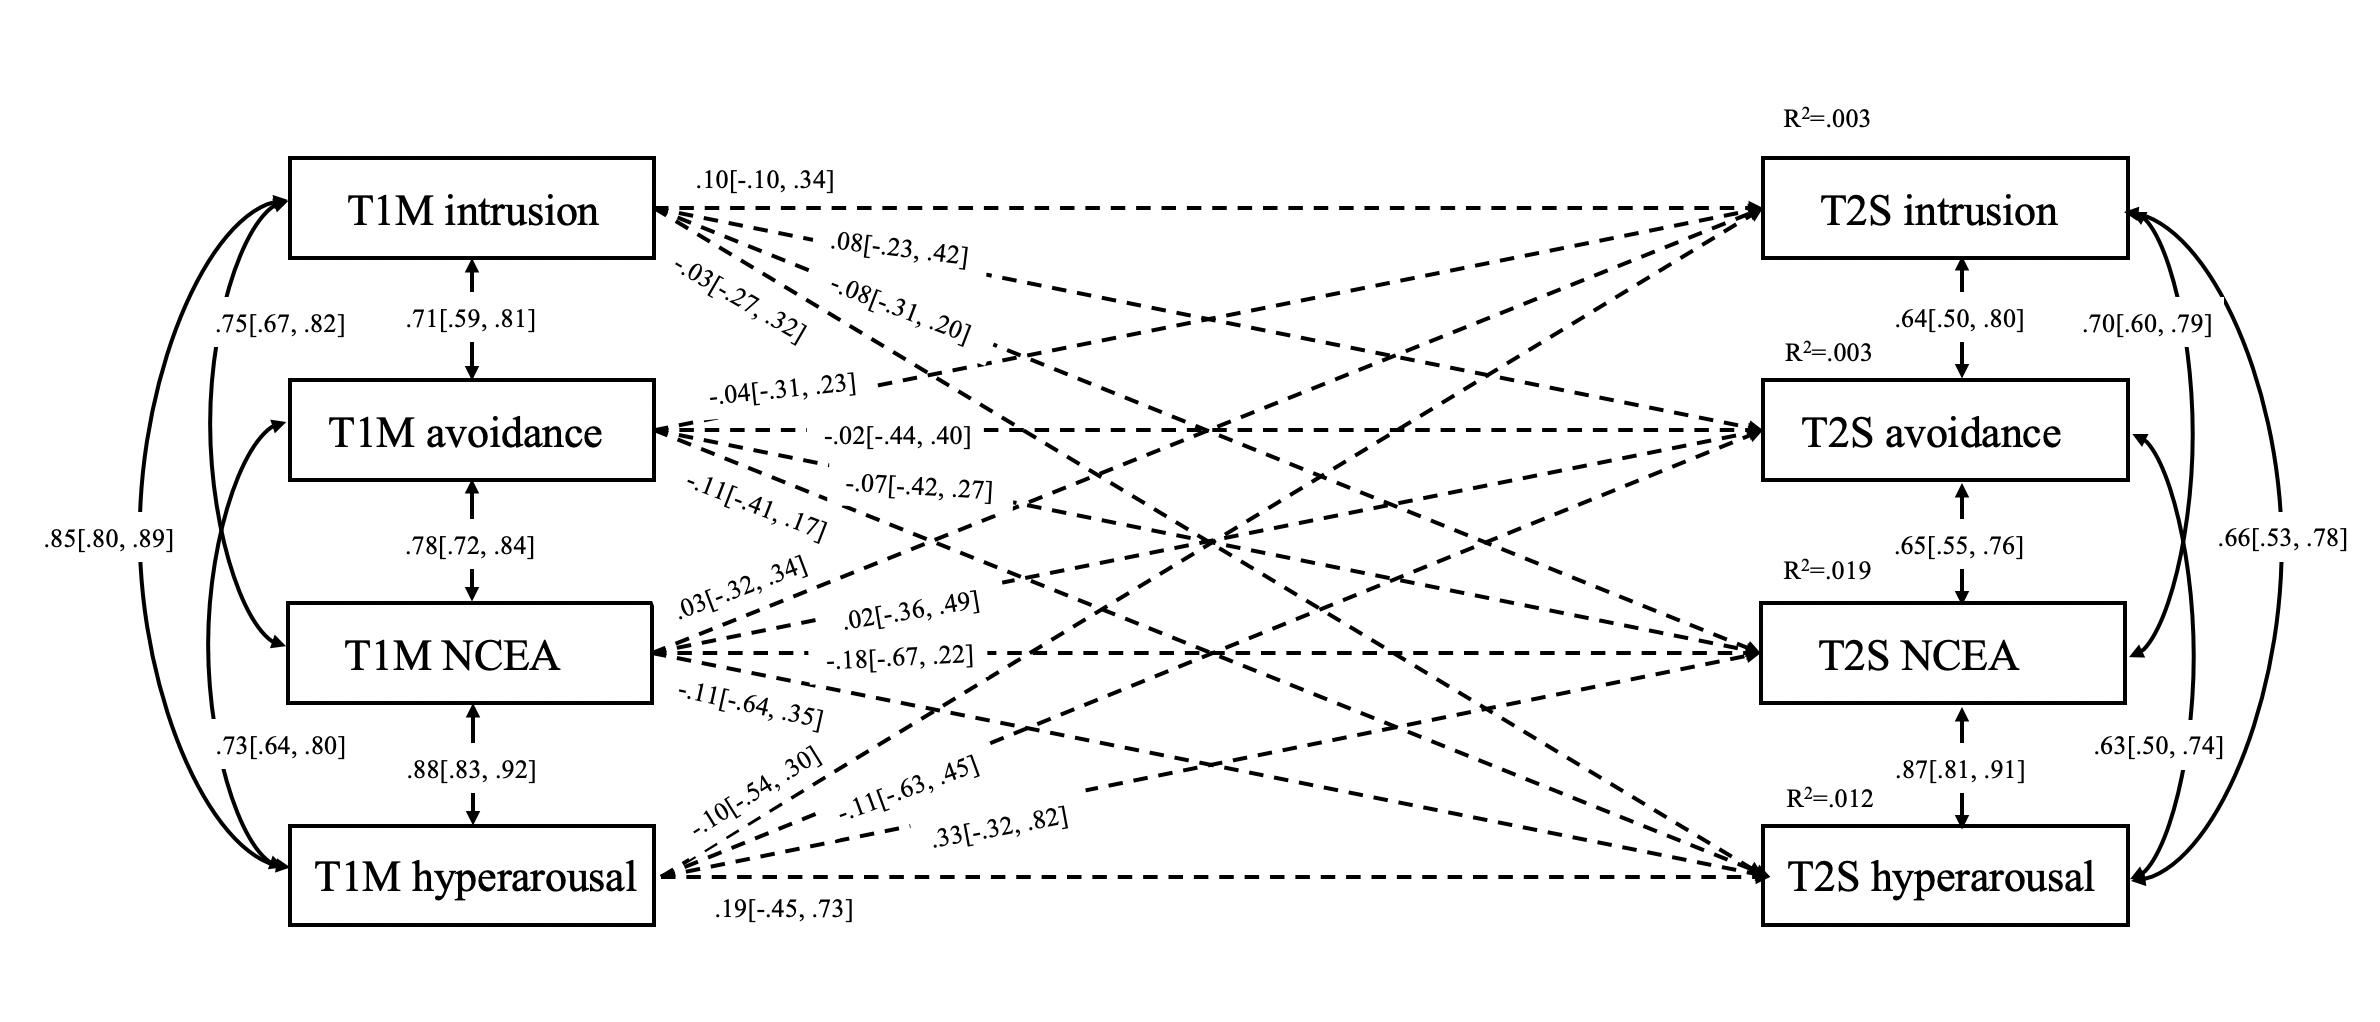 R²=.003
T1M intrusion
.10[-.10, .34]
.08[-.23, .42]
-.08[-.31, .20]
-.03[-.27, .32]
T2S intrusion
.75[.67, .82]
.71[.59, .81]
.64[.50, .80]
.70[.60, .79]
R²=.003
T1M avoidance
-.04[-.31, .23]
-.02[-.44, .40]
-.07[-.42, .27]
-.11[-.41, .17]
T2S avoidance
.85[.80, .89]
.78[.72, .84]
.65[.55, .76]
.66[.53, .78]
R²=.019
T1M NCEA
.03[-.32, .34]
.02[-.36, .49]
-.18[-.67, .22]
-.11[-.64, .35]
T2S NCEA
.73[.64, .80]
.88[.83, .92]
.87[.81, .91]
.63[.50, .74]
R²=.012
T1M hyperarousal
-.10[-.54, .30]
-.11[-.63, .45]
.33[-.32, .82]
.19[-.45, .73]
T2S hyperarousal